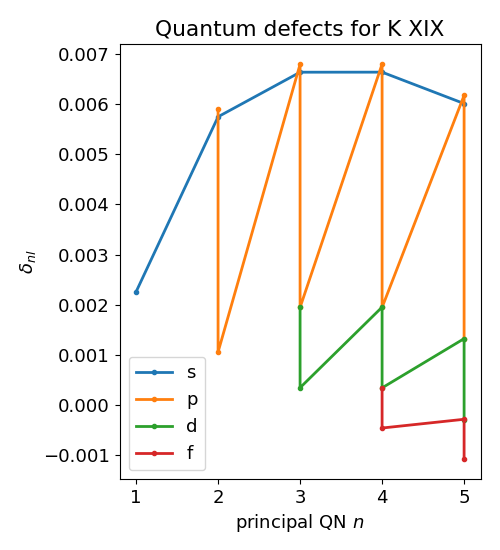 Quantum defects for K XIX
0.007
0.006
0.005
0.004
0.003
0.002
0.001
0.000
−0.001
δnl
s
p
d
f
1 2 3 4 5
principal QN n